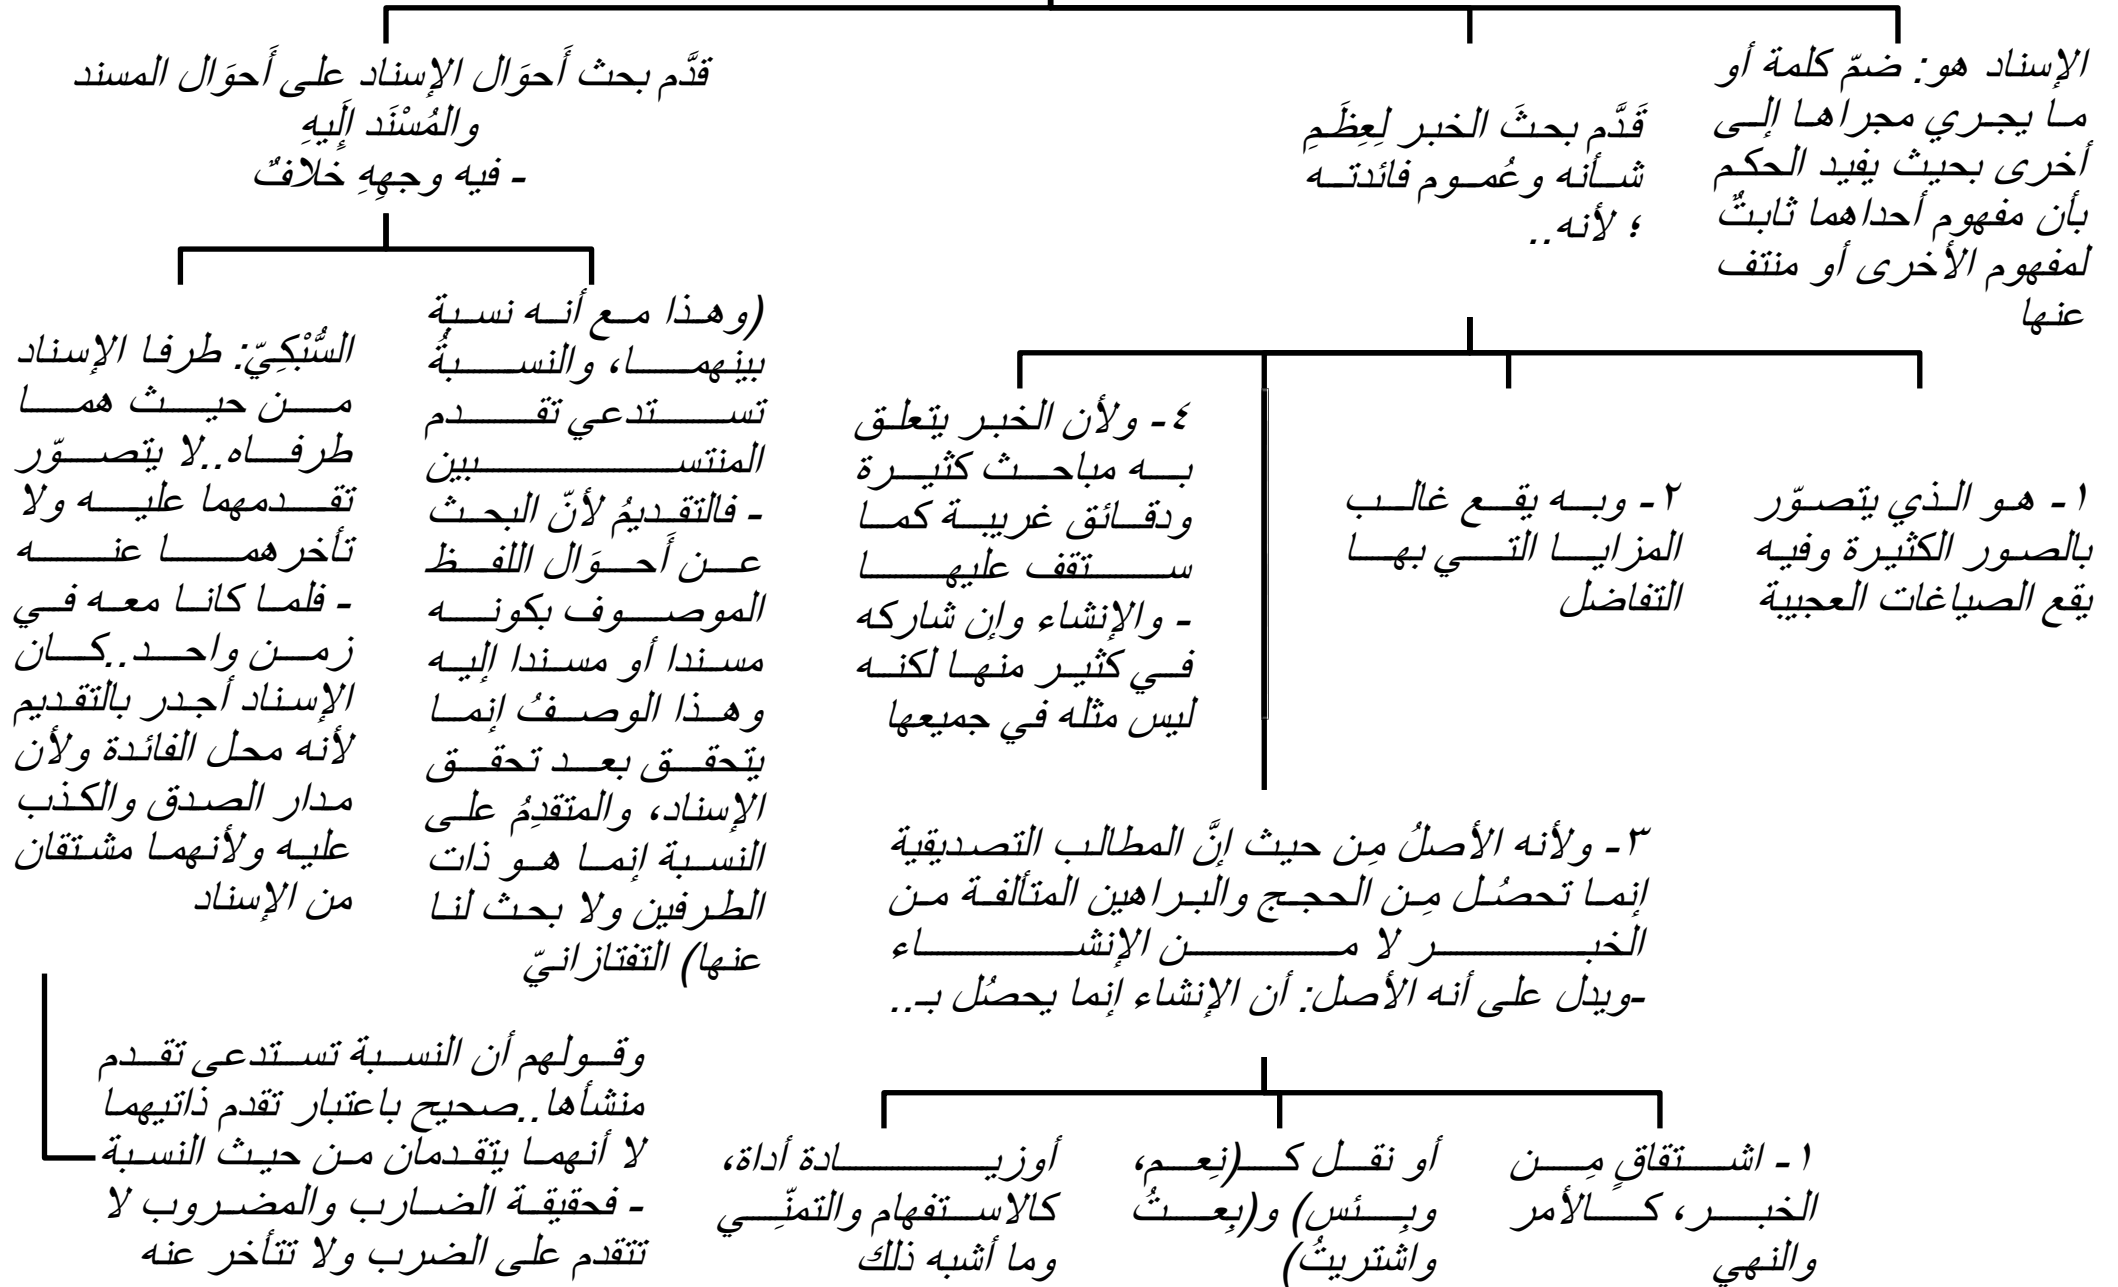 الإسناد هو: ضمّ كلمة أو
ما يجري مجراها إلى
أخرى بحيث يفيد الحكم
بأن مفهوم أحداهما ثابتٌ
لمفهوم الأخرى أو منتف
عنها
قَدَّم بحثَ الخبر لِعِظَمِ
شأنه وعُموم فائدته
؛ لأنه..
١- هو الذي يتصوّر
بالصور الكثيرة وفيه
يقع الصياغات العجيبة
٢- وبه يقع غالب
المزايا التي بها
التفاضل
٣- ولأنه الأصلُ مِن حيث إنَّ المطالب التصديقية
إنما تحصُل مِن الحجج والبراهين المتألفة من
الخبر لا من الإنشاء
-ويدل على أنه الأصل: أن الإنشاء إنما يحصُل بـ..
١- اشتقاقٍ مِن
الخبر، كالأمر
والنهي
أو نقل كـ(نِعم،
وبِئس) و(بِعتُ
واشتريتُ)
أوزيادة أداة،
كالاستفهام والتمنِّي
وما أشبه ذلك
٤- ولأن الخبر يتعلق
به مباحث كثيرة
ودقائق غريبة كما
ستقف عليها
- والإنشاء وإن شاركه
في كثير منها لكنه
ليس مثله في جميعها
قدَّم بحث أَحوَال الإسناد على أَحوَال المسند
والمُسْنَد إِلَيهِ
- فيه وجهِهِ خلافٌ
(وهذا مع أنه نسبة
بينهما، والنسبةُ
تستدعي تقدم
المنتسبين
- فالتقديمُ لأنّ البحث
عن أَحوَال اللفظ
الموصوف بكونه
مسندا أو مسندا إليه
وهذا الوصفُ إنما
يتحقق بعد تحقق
الإسناد، والمتقدِمُ على
النسبة إنما هو ذات
الطرفين ولا بحث لنا
عنها) التفتازانيّ
السُّبْكِيّ: طرفا الإسناد
من حيث هما
طرفاه..لا يتصوّر
تقدمهما عليه ولا
تأخرهما عنه
- فلما كانا معه في
زمن واحد..كان
الإسناد أجدر بالتقديم
لأنه محل الفائدة ولأن
مدار الصدق والكذب
عليه ولأنهما مشتقان
من الإسناد
وقولهم أن النسبة تستدعى تقدم
منشأها..صحيح باعتبار تقدم ذاتيهما
لا أنهما يتقدمان من حيث النسبة
- فحقيقة الضارب والمضروب لا
تتقدم على الضرب ولا تتأخر عنه